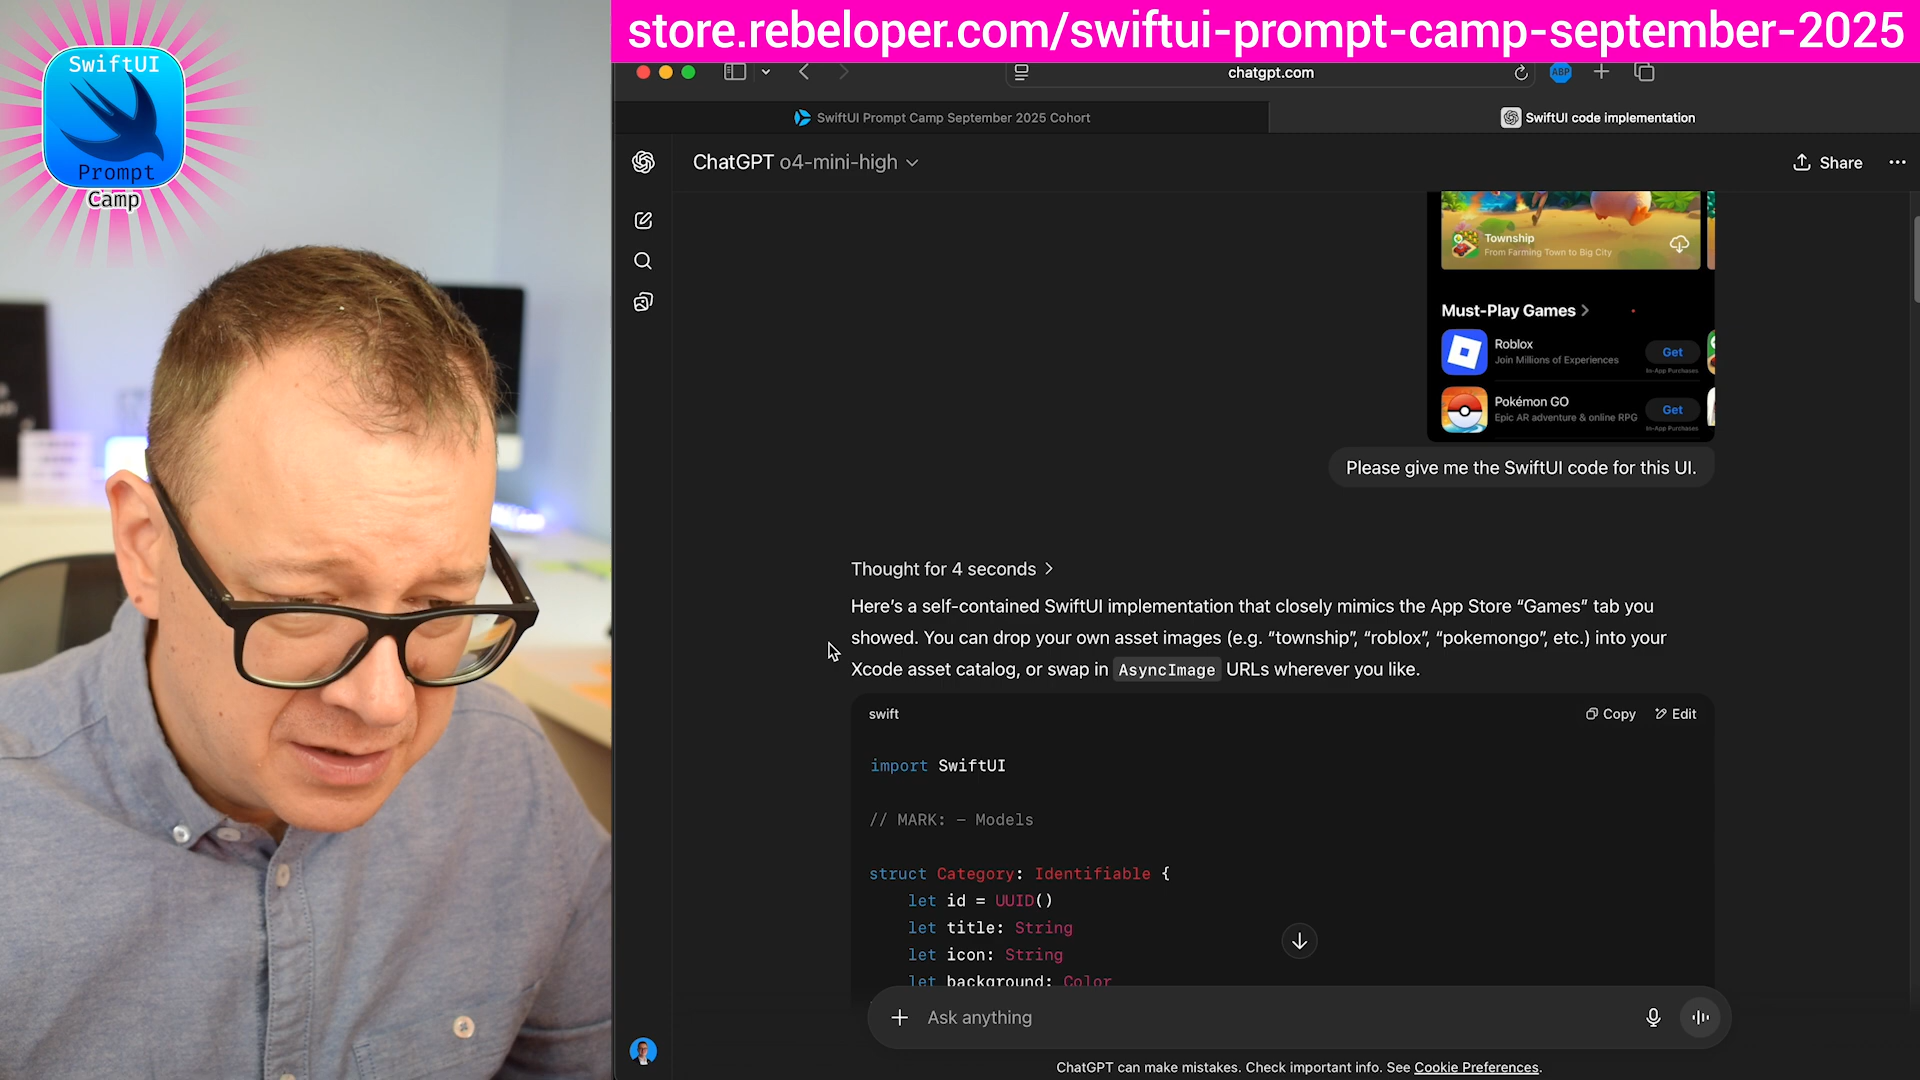 store.rebeloper.com/swiftui-prompt-camp-september-2025
SwiftUI
Prompt
Camp
chatgpt.com
ABP
SwiftUI Prompt Camp September 2025 Cohort
SwiftUI code implementation
ChatGPT o4-mini-high
Share
Township
From Farming Town to Big City
Must-Play Games
Roblox
Join Millions of Experiences
Get
In-App Purchases
Pokémon GO
Epic AR adventure & online RPG
Get
In-App Purchases
Please give me the SwiftUI code for this UI.
Thought for 4 seconds
Here's a self-contained SwiftUI implementation that closely mimics the App Store “Games” tab you
showed. You can drop your own asset images (e.g. “township”, “roblox”, “pokemongo”, etc.) into your
Xcode asset catalog, or swap in AsyncImage URLs wherever you like.
swift
Copy
Edit
import SwiftUI
// MARK: – Models
struct Category: Identifiable {
let id = UUID()
let title: String
let icon: String
let background: Color
Ask anything
ChatGPT can make mistakes. Check important info. See Cookie Preferences.